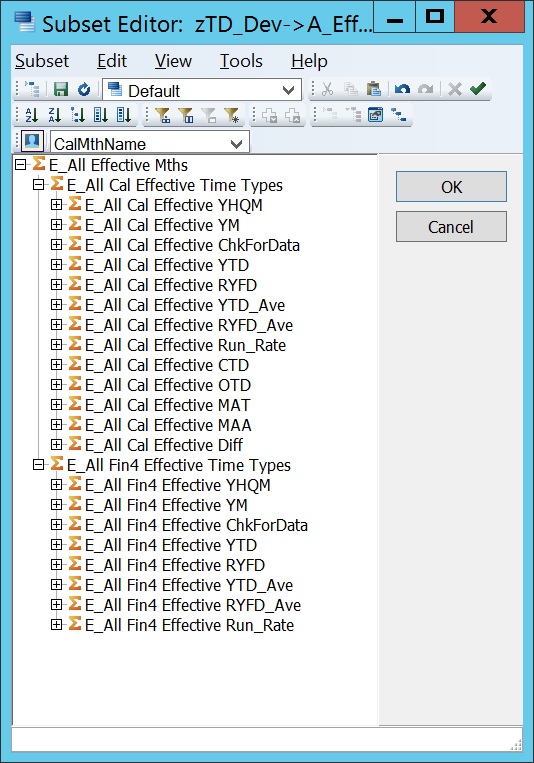 Subset Editor: zTD_Dev->A_Eff...
Subset Edit View Tools Help
Default
CalMthName
E_All Effective Mths
E_All Cal Effective Time Types
E_All Cal Effective YHQM
E_All Cal Effective YM
E_All Cal Effective ChkForData
E_All Cal Effective YTD
E_All Cal Effective RYFD
E_All Cal Effective YTD_Ave
E_All Cal Effective RYFD_Ave
E_All Cal Effective Run_Rate
E_All Cal Effective CTD
E_All Cal Effective OTD
E_All Cal Effective MAT
E_All Cal Effective MAA
E_All Cal Effective Diff
E_All Fin4 Effective Time Types
E_All Fin4 Effective YHQM
E_All Fin4 Effective YM
E_All Fin4 Effective ChkForData
E_All Fin4 Effective YTD
E_All Fin4 Effective RYFD
E_All Fin4 Effective YTD_Ave
E_All Fin4 Effective RYFD_Ave
E_All Fin4 Effective Run_Rate
OK
Cancel